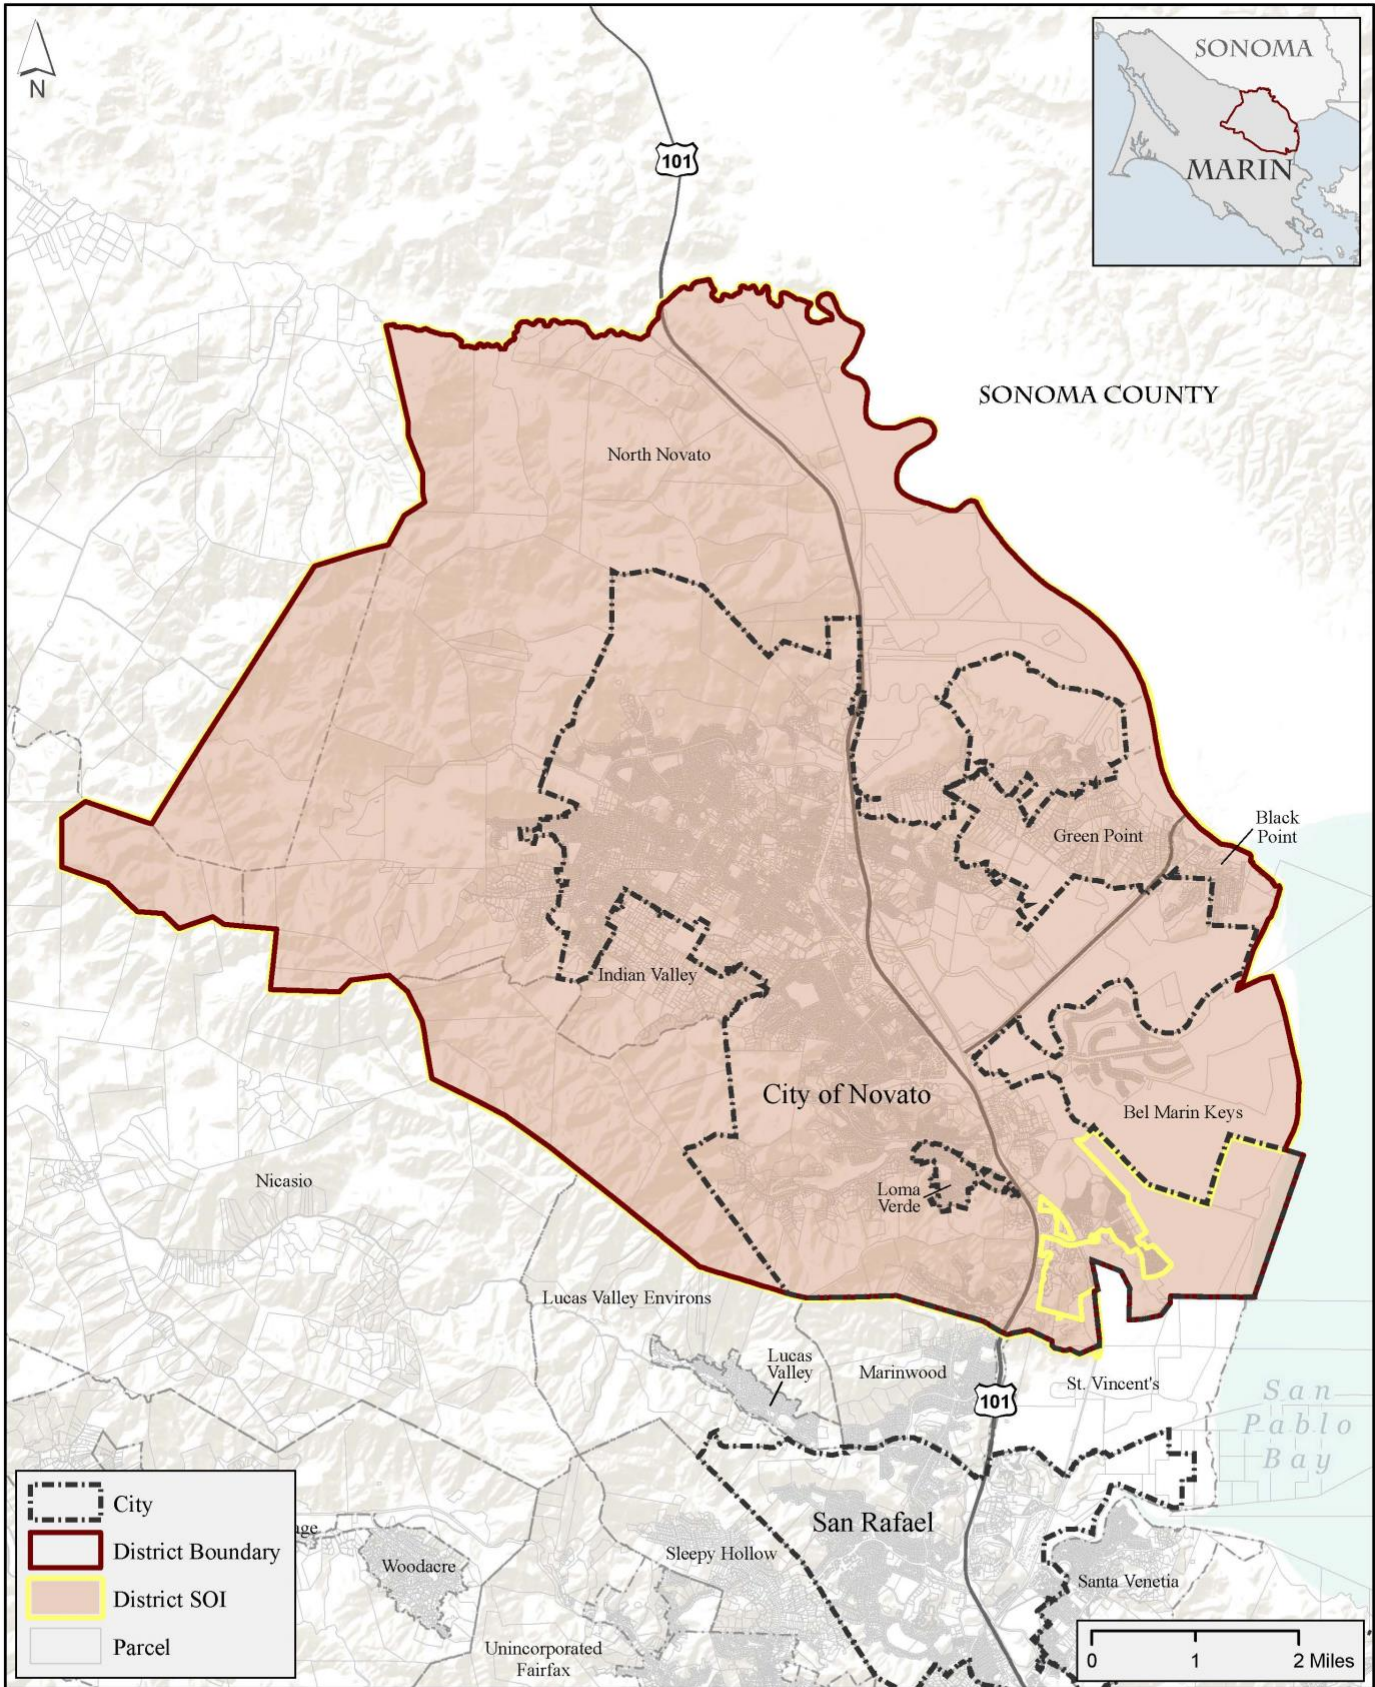 N
101
SONOMA
MARIN
SONOMA COUNTY
North Novato
Black
Point
Green Point
Indian Valley
City of Novato
Bel Marin Keys
Loma
Verde
Nicasio
Lucas Valley Environs
Lucas
Valley
Marinwood
St. Vincent's
101
San
Pablo
Bay
San Rafael
Sleepy Hollow
Woodacre
Santa Venetia
Unincorporated
Fairfax
City
District Boundary
District SOI
Parcel
0 1 2 Miles